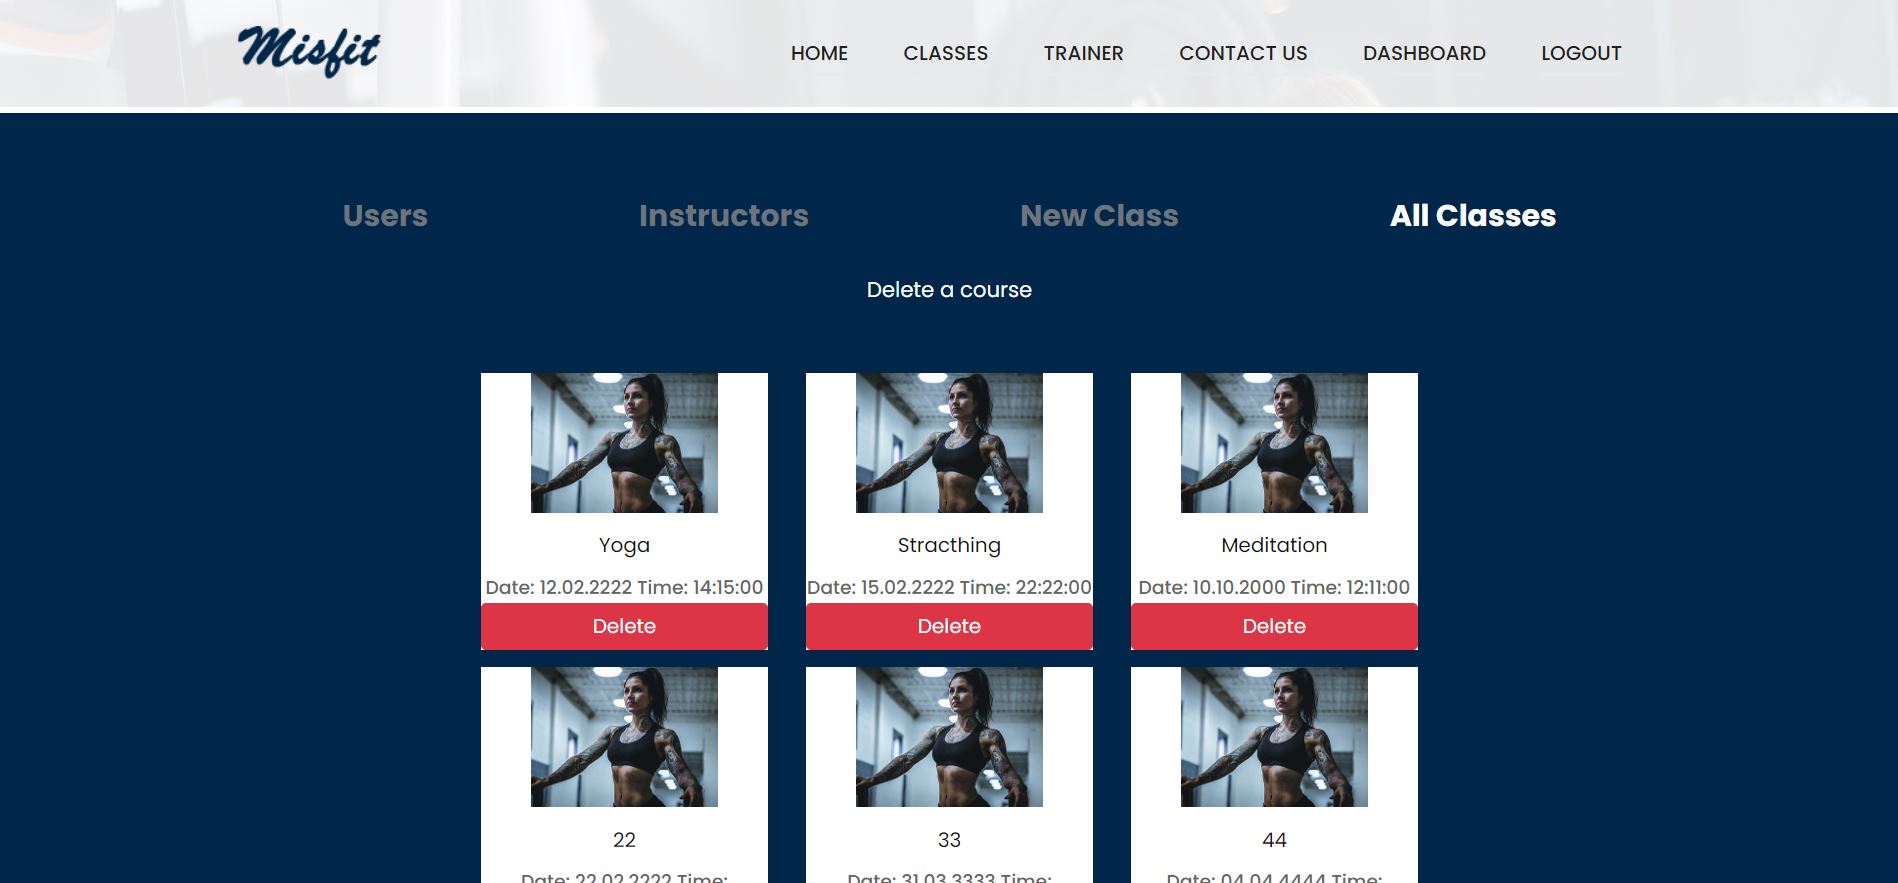 Misfit HOME CLASSES TRAINER CONTACT US DASHBOARD LOGOUT
Users Instructors New Class All Classes
Delete a course
Yoga Stracthing Meditation
Date: 12.02.2222 Time: 14:15:00 Date: 15.02.2222 Time: 22:22:00 Date: 10.10.2000 Time: 12:11:00
Delete Delete Delete
22 33 44
Date: 22.02.2222 Time: Date: 31.03.3333 Time: Date: 04.04.4444 Time: